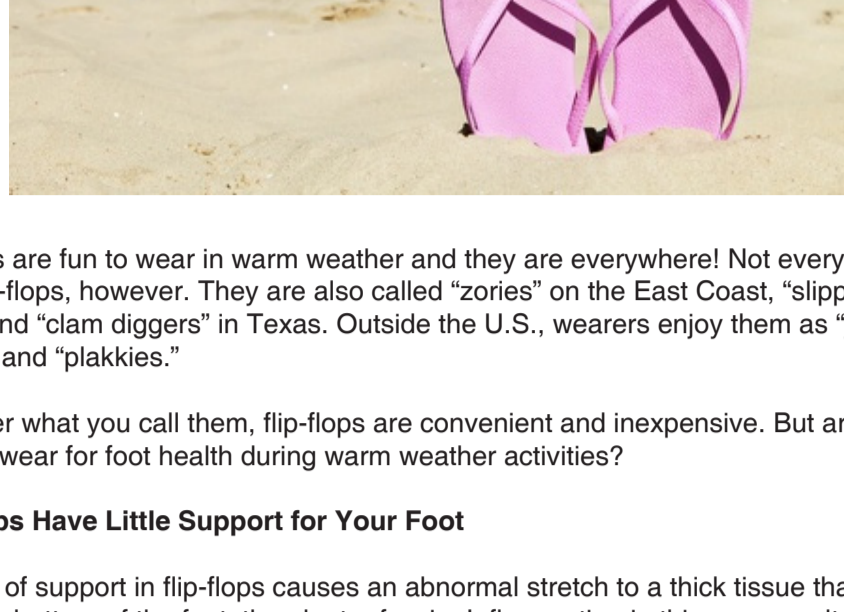 are fun to wear in warm weather and they are everywhere! Not every
-flops, however. They are also called “zories” on the East Coast, “slipp
nd “clam diggers” in Texas. Outside the U.S., wearers enjoy them as “
and “plakkies.”
er what you call them, flip-flops are convenient and inexpensive. But ar
wear for foot health during warm weather activities?
ps Have Little Support for Your Foot
of support in flip-flops causes an abnormal stretch to a thick tissue tha